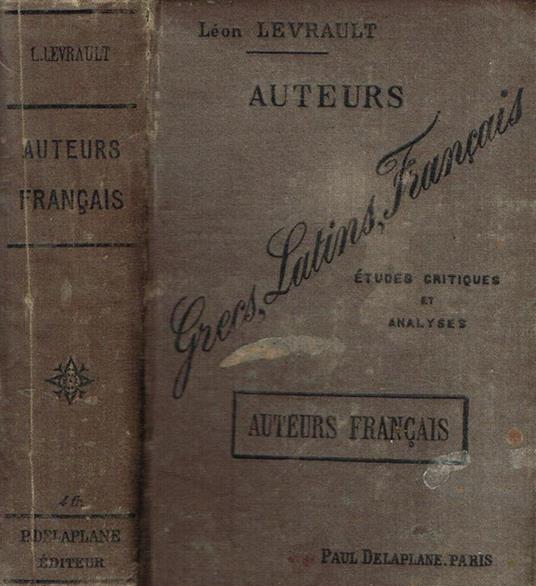 L. LEVRAULT
AUTEURS
FRANÇAIS
P. DELAPLANE
ÉDITEUR
Léon LEVRAULT
AUTEURS
Grecs, Latins, Français
ÉTUDES CRITIQUES
ET
ANALYSES
AUTEURS FRANÇAIS
PAUL DELAPLANE. PARIS